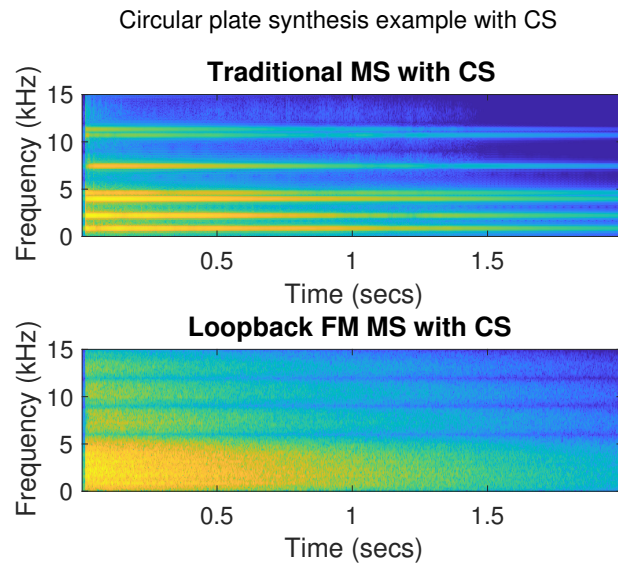 Circular plate synthesis example with CS
Traditional MS with CS
Frequency (kHz)
15
10
5
0
0.5
1
1.5
Time (secs)
Loopback FM MS with CS
Frequency (kHz)
15
10
5
0
0.5
1
1.5
Time (secs)